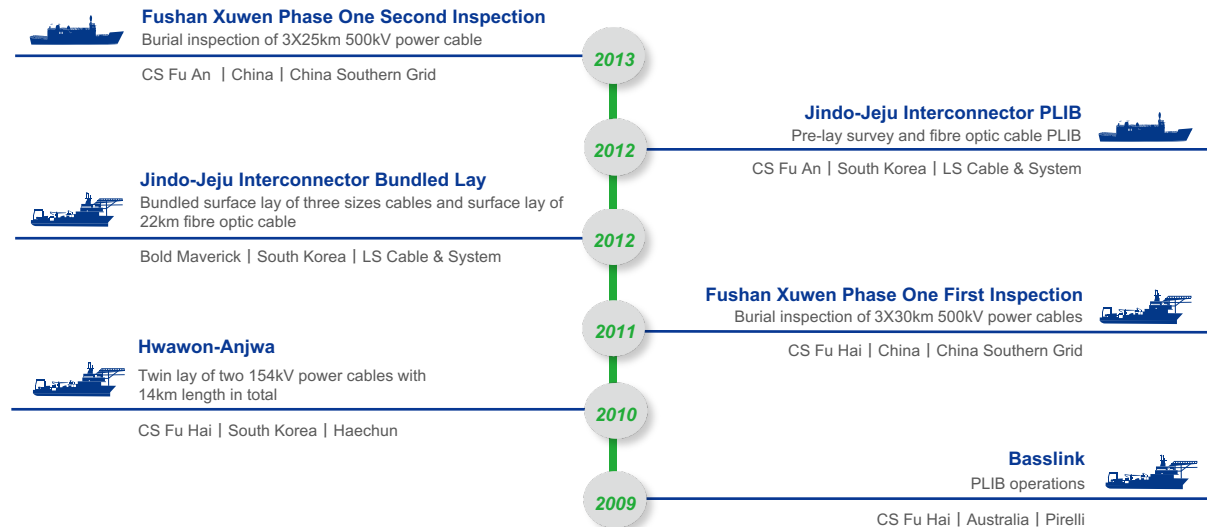 Fushan Xuwen Phase One Second Inspection
Burial inspection of 3X25km 500kV power cable
2013
CS Fu An | China | China Southern Grid
Jindo-Jeju Interconnector PLIB
Pre-lay survey and fibre optic cable PLIB
2012
CS Fu An | South Korea | LS Cable & System
Jindo-Jeju Interconnector Bundled Lay
Bundled surface lay of three sizes cables and surface lay of
22km fibre optic cable
2012
Bold Maverick | South Korea | LS Cable & System
Fushan Xuwen Phase One First Inspection
Burial inspection of 3X30km 500kV power cables
2011
CS Fu Hai | China | China Southern Grid
Hwawon-Anjwa
Twin lay of two 154kV power cables with
14km length in total
2010
CS Fu Hai | South Korea | Haechun
Basslink
PLIB operations
2009
CS Fu Hai | Australia | Pirelli